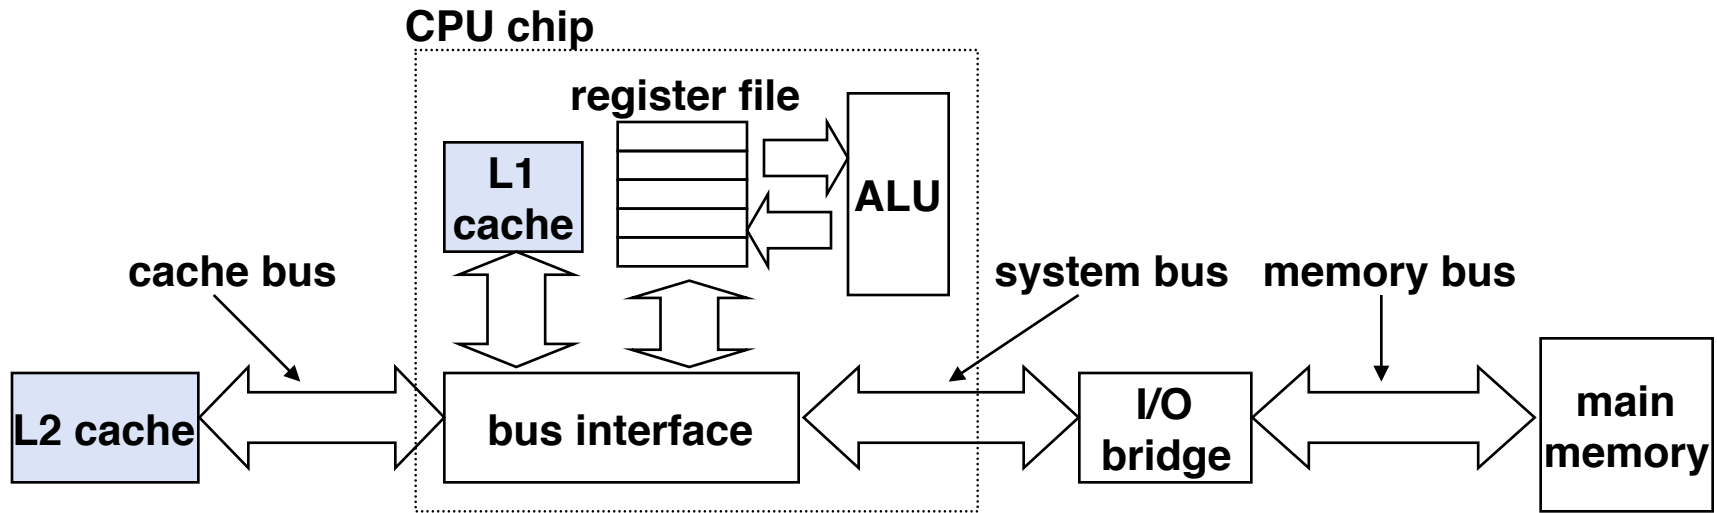 CPU chip
register file
L1
cache
ALU
cache bus
system bus
memory bus
L2 cache
bus interface
I/O
bridge
main
memory